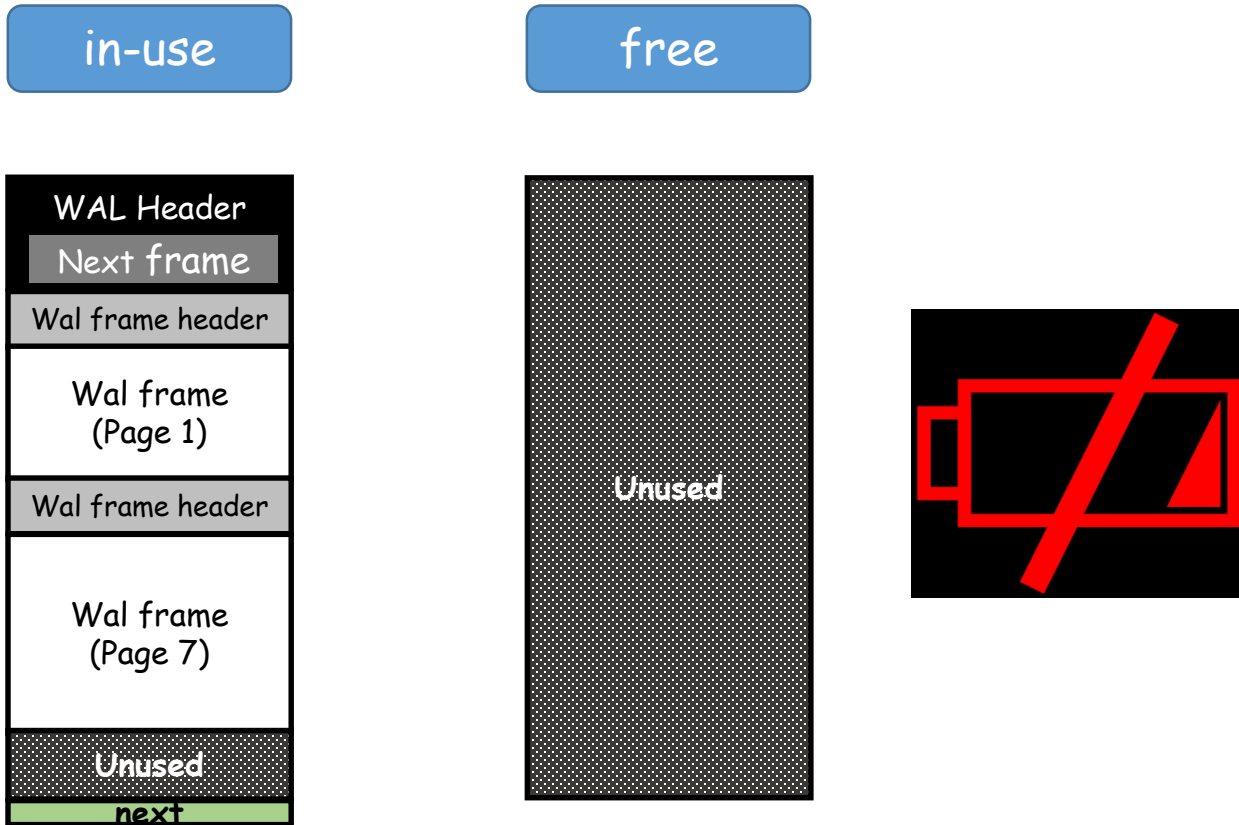 in-use
free
WAL Header
Next frame
Wal frame header
Wal frame
(Page 1)
Wal frame header
Wal frame
(Page 7)
Unused
next
Unused